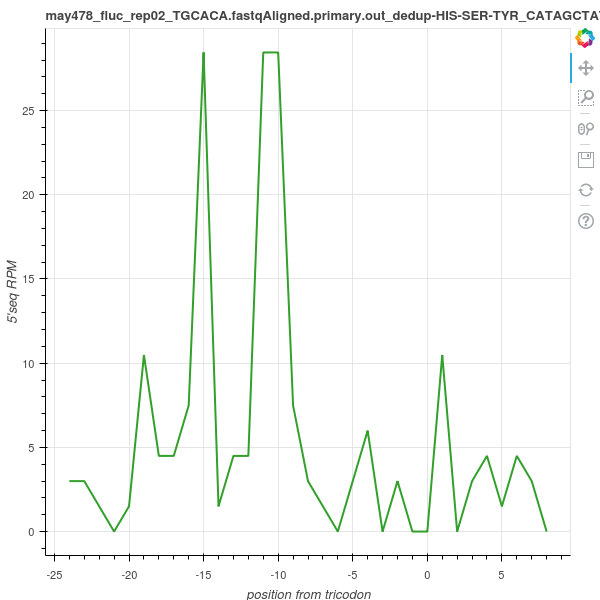 may478_fluc_rep02_TGCACA.fastqAligned.primary.out_dedup-HIS-SER-TYR_CATAGCTA
5'seq RPM
25
20
15
10
5
0
-25 -20 -15 -10 -5 0 5
position from tricodon